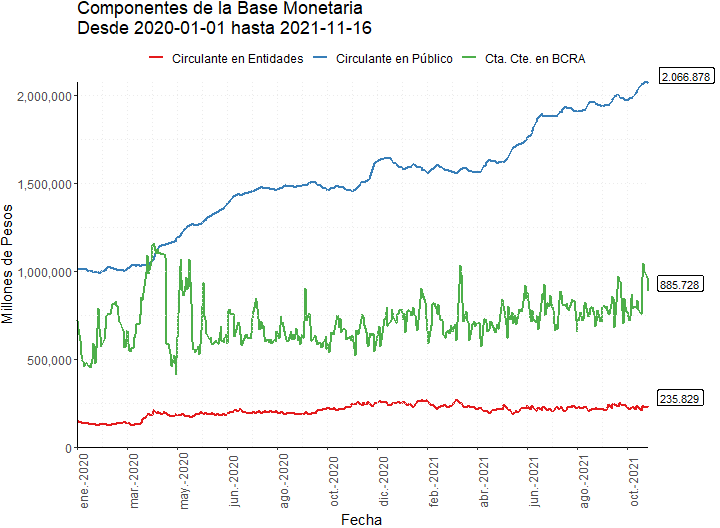 Componentes de la Base Monetaria
Desde 2020-01-01 hasta 2021-11-16
Circulante en Entidades Circulante en Público Cta. Cte. en BCRA
2.066.878
885.728
235.829
Millones de Pesos
2,000,000
1,500,000
1,000,000
500,000
0
ene.-2020
mar.-2020
may.-2020
jun.-2020
ago.-2020
oct.-2020
dic.-2020
feb.-2021
abr.-2021
jun.-2021
ago.-2021
oct.-2021
Fecha